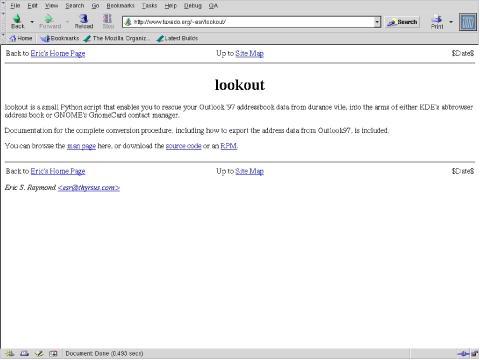 File Edit View Search Go Bookmarks Tasks Help Debug QA
Back Forward Reload Stop http://www.tuxedo.org/~esr/lookout/ Search Print
Home Bookmarks The Mozilla Organiz... Latest Builds
Back to Eric's Home Page Up to Site Map $Date$
lookout
lookout is a small Python script that enables you to rescue your Outlook '97 addressbook data from durance vile, into the arms of either KDE's abbrowser
address book or GNOME's GnomeCard contact manager.
Documentation for the complete conversion procedure, including how to export the address data from Outlook97, is included.
You can browse the man page here, or download the source code or an RPM.
Back to Eric's Home Page Up to Site Map $Date$
Eric S. Raymond <esr@thyrsus.com>
Document: Done (0.493 secs)